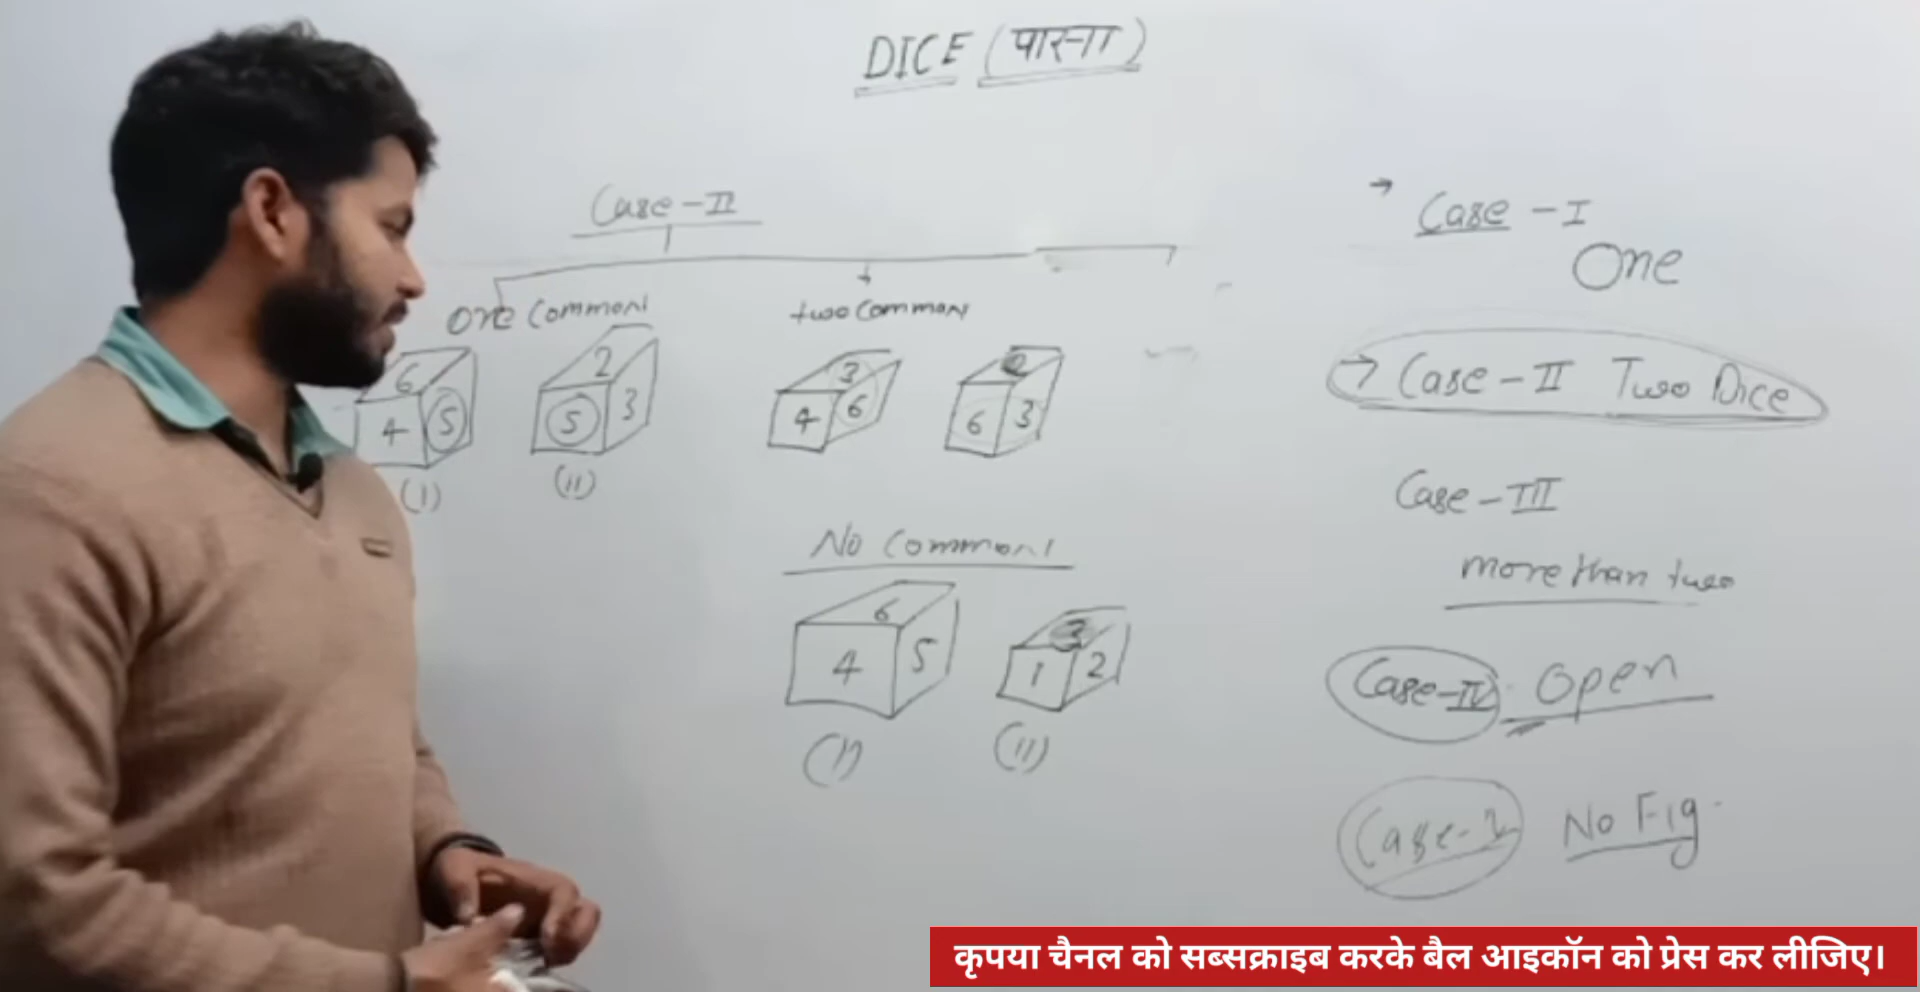 DICE (पासा)
Case-II
one common
two common
6
4 5
(I)
2
5 3
(II)
3
4 6
6 3
No common
6
4 5
(I)
3
1 2
(II)
→ Case - I
One
→ Case - II Two Dice
Case - III
more than two
Case-IV Open
Case- No Fig.
कृपया चैनल को सब्सक्राइब करके बैल आइकॉन को प्रेस कर लीजिए।